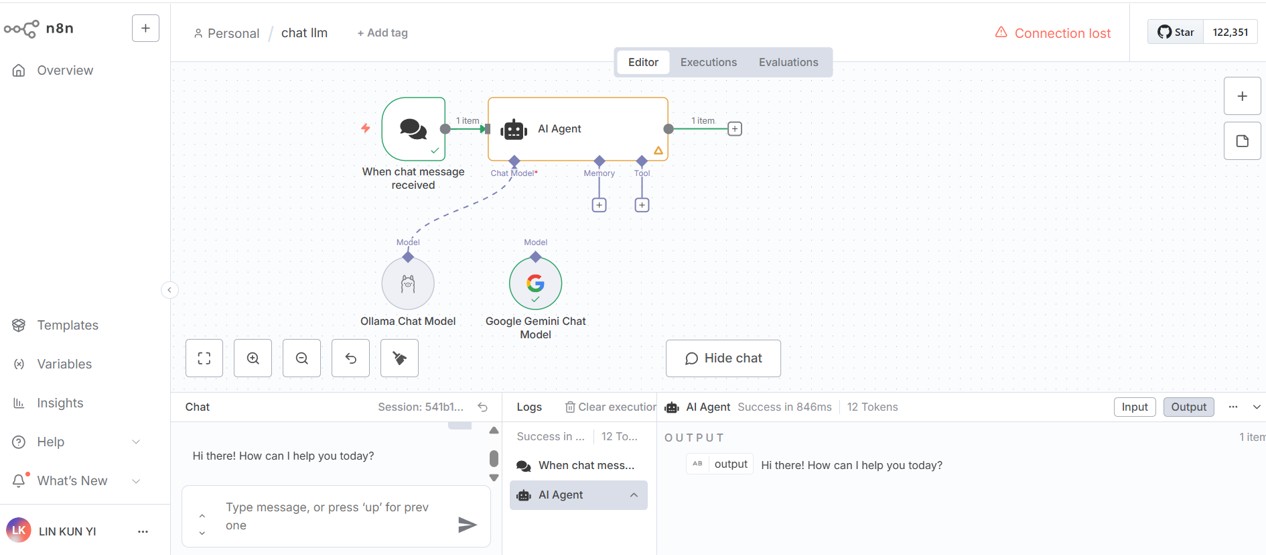 n8n
+
Personal / chat llm
+ Add tag
Connection lost
Star 122,351
Editor
Executions
Evaluations
Overview
1 item
AI Agent
1 item
When chat message
received
Chat Model*
Memory
Tool
Model
Ollama Chat Model
Model
Google Gemini Chat
Model
Templates
Variables
Insights
Help
What's New
LK
LIN KUN YI
Hide chat
Chat
Session: 541b1...
Hi there! How can I help you today?
Type message, or press 'up' for prev
one
Logs
Clear execution
Success in ...
12 To...
When chat mess...
AI Agent
AI Agent
Success in 846ms
12 Tokens
Input
Output
OUTPUT
1 item
AB output
Hi there! How can I help you today?